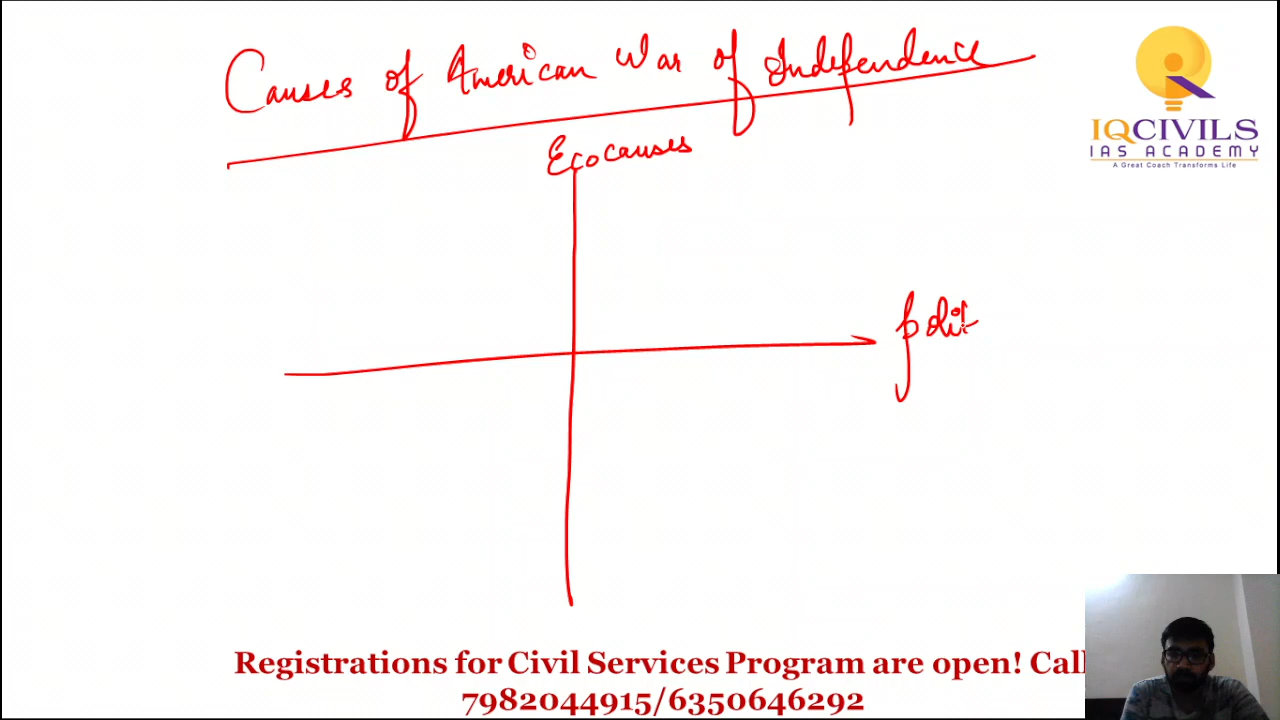 Causes of American War of Independence
IQCIVILS
IAS ACADEMY
A Great Coach Transforms Life
Eco causes
polit
Registrations for Civil Services Program are open! Call
7982044915/6350646292